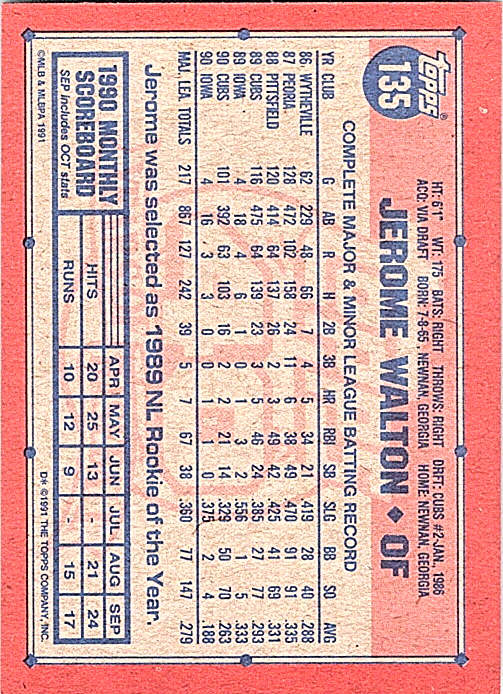 topps®
135
HT: 6'1" WT: 175 BATS: RIGHT THROWS: RIGHT DRFT: CUBS #2-JAN, 1986
ACQ: VIA DRAFT BORN: 7-8-65 NEWNAN, GEORGIA HOME: NEWNAN, GEORGIA
JEROME WALTON ◆ OF
COMPLETE MAJOR & MINOR LEAGUE BATTING RECORD
YR CLUB G AB R H 2B 3B HR RBI SB SLG BB SO AVG
86 WYTHEVILLE 62 229 48 66 7 4 5 34 21 .419 28 40 .288
87 PEORIA 128 472 102 158 24 11 6 38 49 .470 91 91 .335
88 PITTSFIELD 120 414 64 137 26 2 3 49 42 .425 41 69 .331
89 CUBS 116 475 64 139 23 3 5 46 24 .385 27 77 .293
89 IOWA 4 18 4 6 1 0 1 3 2 .556 1 5 .333
90 CUBS 101 392 63 103 16 2 2 21 14 .329 50 70 .263
90 IOWA 4 16 3 3 0 0 1 1 0 .375 2 4 .188
MAJ. LEA. TOTALS 217 867 127 242 39 5 7 67 38 .360 77 147 .279
Jerome was selected as 1989 NL Rookie of the Year.
1990 MONTHLY
SCOREBOARD
SEP Includes OCT stats
APR MAY JUN JUL AUG SEP
HITS 20 25 13 - 21 24
RUNS 10 12 9 - 15 17
©MLB & MLBPA 1991
D* ©1991 THE TOPPS COMPANY, INC.